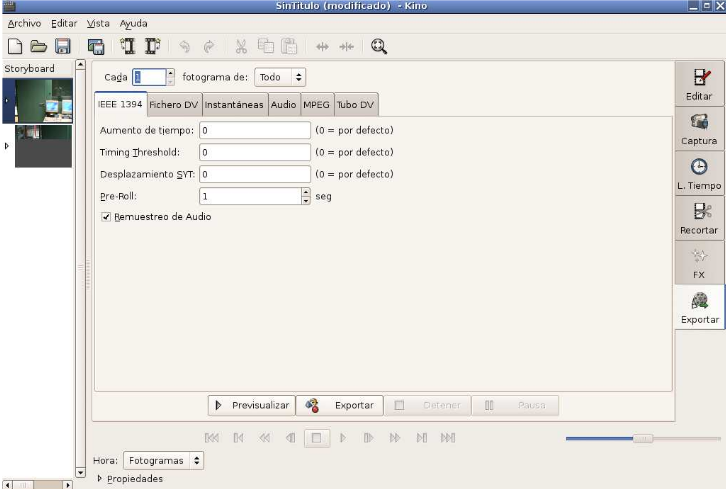 SinTitulo (modificado) - Kino
Archivo Editar Vista Ayuda
Storyboard
Cada 1 fotograma de: Todo
IEEE 1394 Fichero DV Instantáneas Audio MPEG Tubo DV
Aumento de tiempo: 0 (0 = por defecto)
Timing Threshold: 0 (0 = por defecto)
Desplazamiento SYT: 0 (0 = por defecto)
Pre-Roll: 1 seg
Remuestreo de Audio
Editar
Captura
L. Tiempo
Recortar
FX
Exportar
Previsualizar Exportar Detener Pausa
Hora: Fotogramas
Propiedades